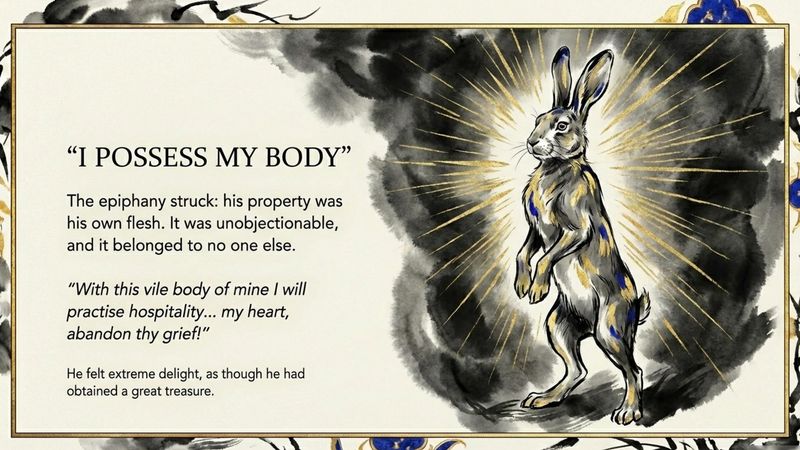 “I POSSESS MY BODY”
The epiphany struck: his property was
his own flesh. It was unobjectionable,
and it belonged to no one else.
“With this vile body of mine I will
practise hospitality... my heart,
abandon thy grief!”
He felt extreme delight, as though he had
obtained a great treasure.